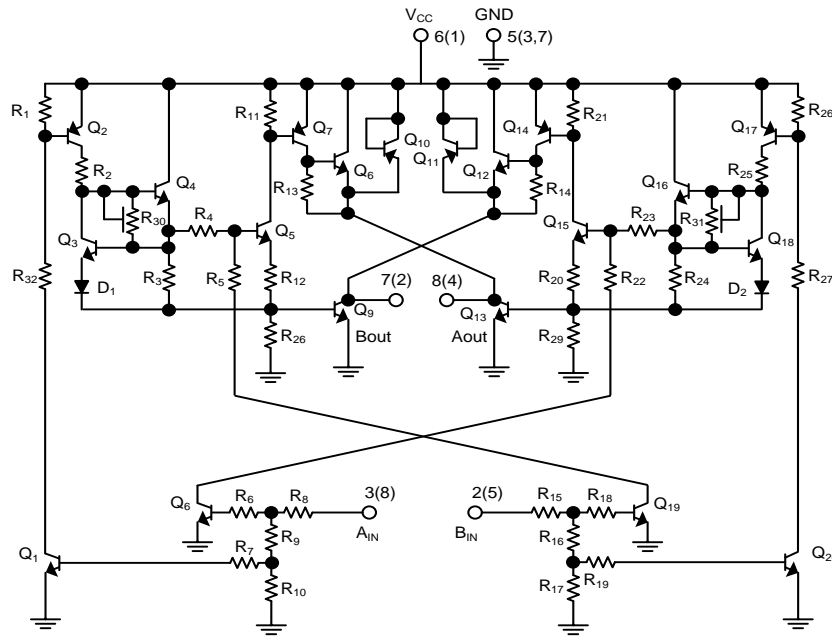 VCC GND
6(1) 5(3,7)
R1 Q2 R11 Q7 Q10 Q14 R21 Q17 R26
R2 Q4 Q6 Q11 Q12 Q16 R25
R13 R14
R30 R4 R23 R31
Q3 Q5 Q15 Q18
R32 D1 R3 R5 R12 R20 R22 R24 D2 R27
7(2) 8(4)
Q9 Q13
R26 Bout Aout R29
3(8) 2(5)
Q6 R6 R8 R15 R18 Q19
R9 AIN BIN R16
Q1 R7 Q2
R10 R17 R19